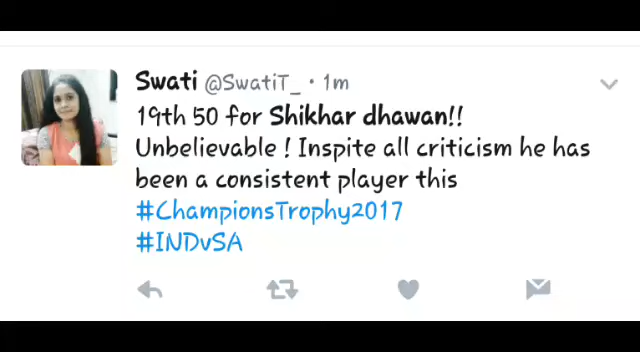 Swati @SwatiT_ · 1m
19th 50 for Shikhar dhawan!!
Unbelievable ! Inspite all criticism he has
been a consistent player this
#ChampionsTrophy2017
#INDvSA